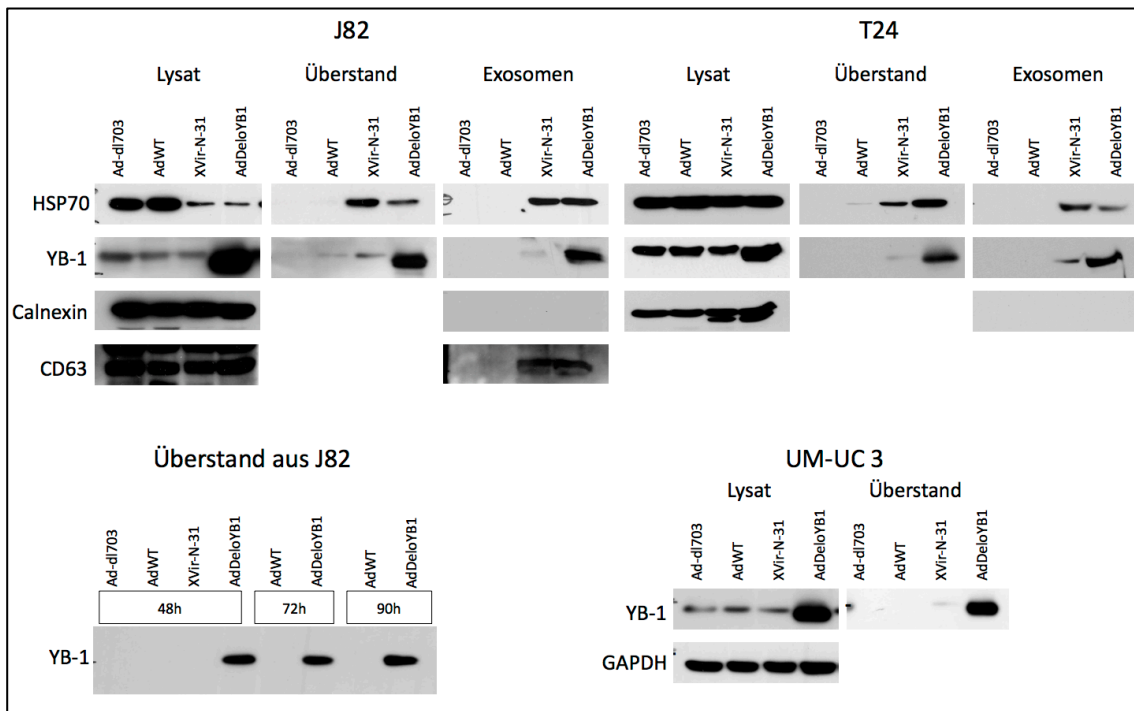 J82 T24
Lysat Überstand Exosomen Lysat Überstand Exosomen
Ad-dl703 AdWT XVir-N-31 AdDeloYB1 Ad-dl703 AdWT XVir-N-31 AdDeloYB1 Ad-dl703 AdWT XVir-N-31 AdDeloYB1 Ad-dl703 AdWT XVir-N-31 AdDeloYB1 Ad-dl703 AdWT XVir-N-31 AdDeloYB1 Ad-dl703 AdWT XVir-N-31 AdDeloYB1
HSP70
YB-1
Calnexin
CD63
Überstand aus J82
Ad-dl703 AdWT XVir-N-31 AdDeloYB1 AdWT AdDeloYB1 AdWT AdDeloYB1
48h 72h 90h
YB-1
UM-UC 3
Lysat Überstand
Ad-dl703 AdWT XVir-N-31 AdDeloYB1 Ad-dl703 AdWT XVir-N-31 AdDeloYB1
YB-1
GAPDH